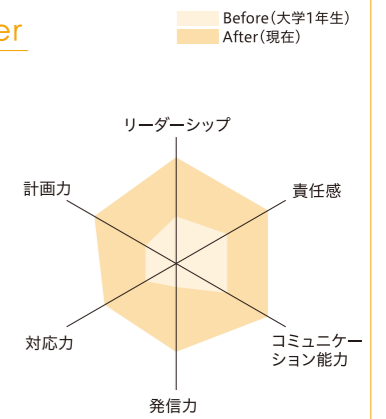 er
Before(大学1年生)
After(現在)
リーダーシップ
計画力
責任感
対応力
コミュニケー
ション能力
発信力